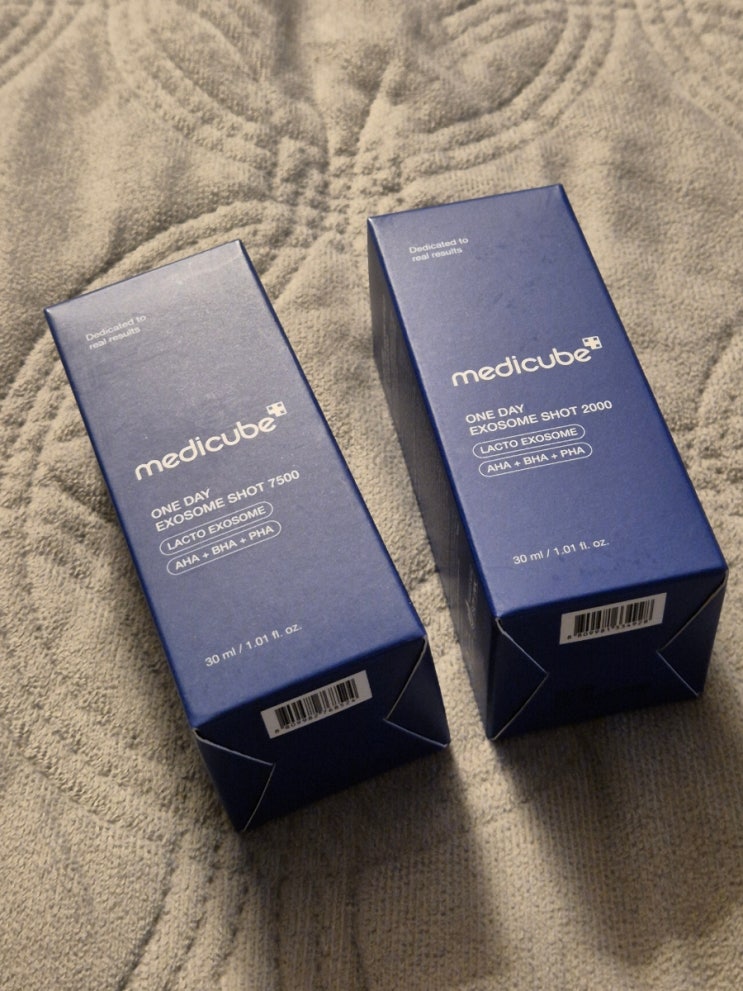 Dedicated to
real results
medicube
ONE DAY
EXOSOME SHOT 7500
LACTO EXOSOME
AHA + BHA + PHA
30 ml / 1.01 fl. oz.
Dedicated to
real results
medicube
ONE DAY
EXOSOME SHOT 2000
LACTO EXOSOME
AHA + BHA + PHA
30 ml / 1.01 fl. oz.